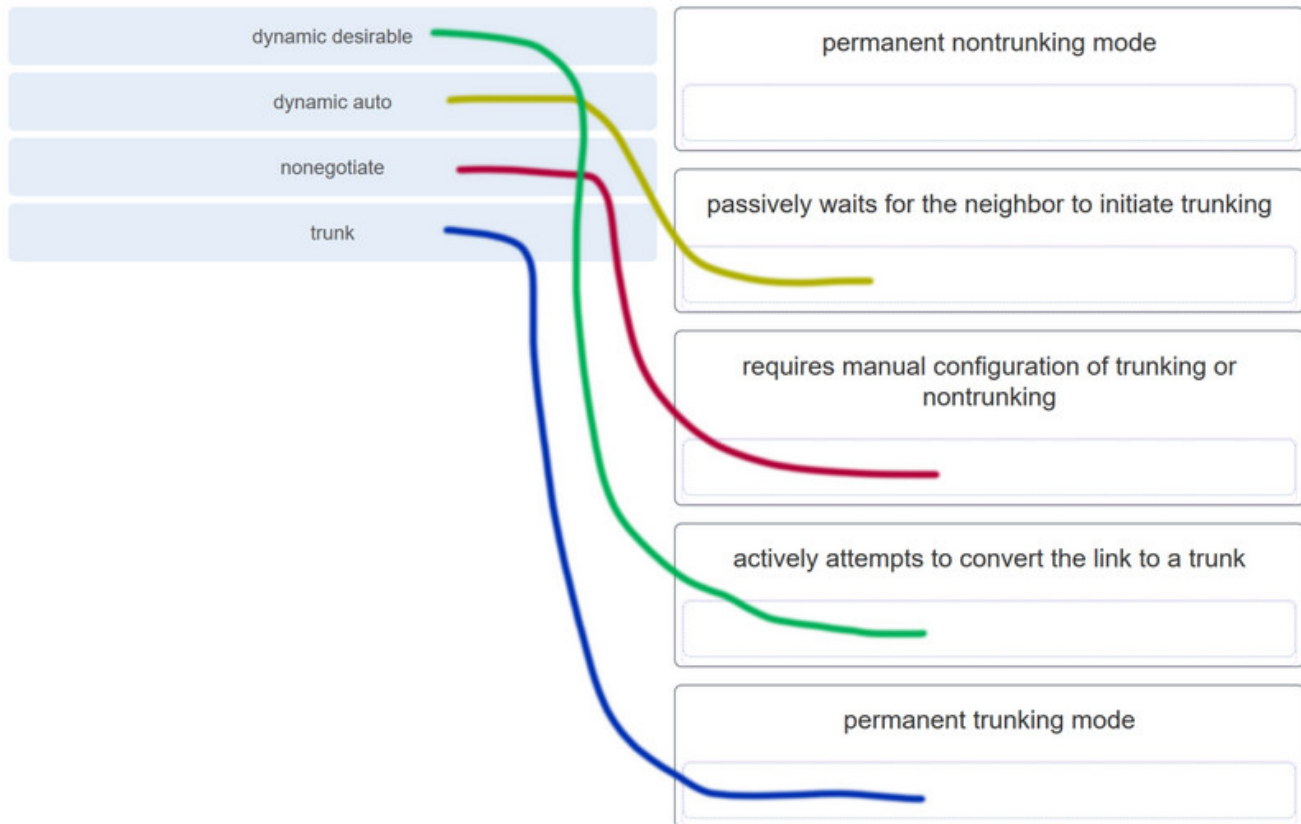 dynamic desirable
dynamic auto
nonegotiate
trunk
permanent nontrunking mode
passively waits for the neighbor to initiate trunking
requires manual configuration of trunking or
nontrunking
actively attempts to convert the link to a trunk
permanent trunking mode